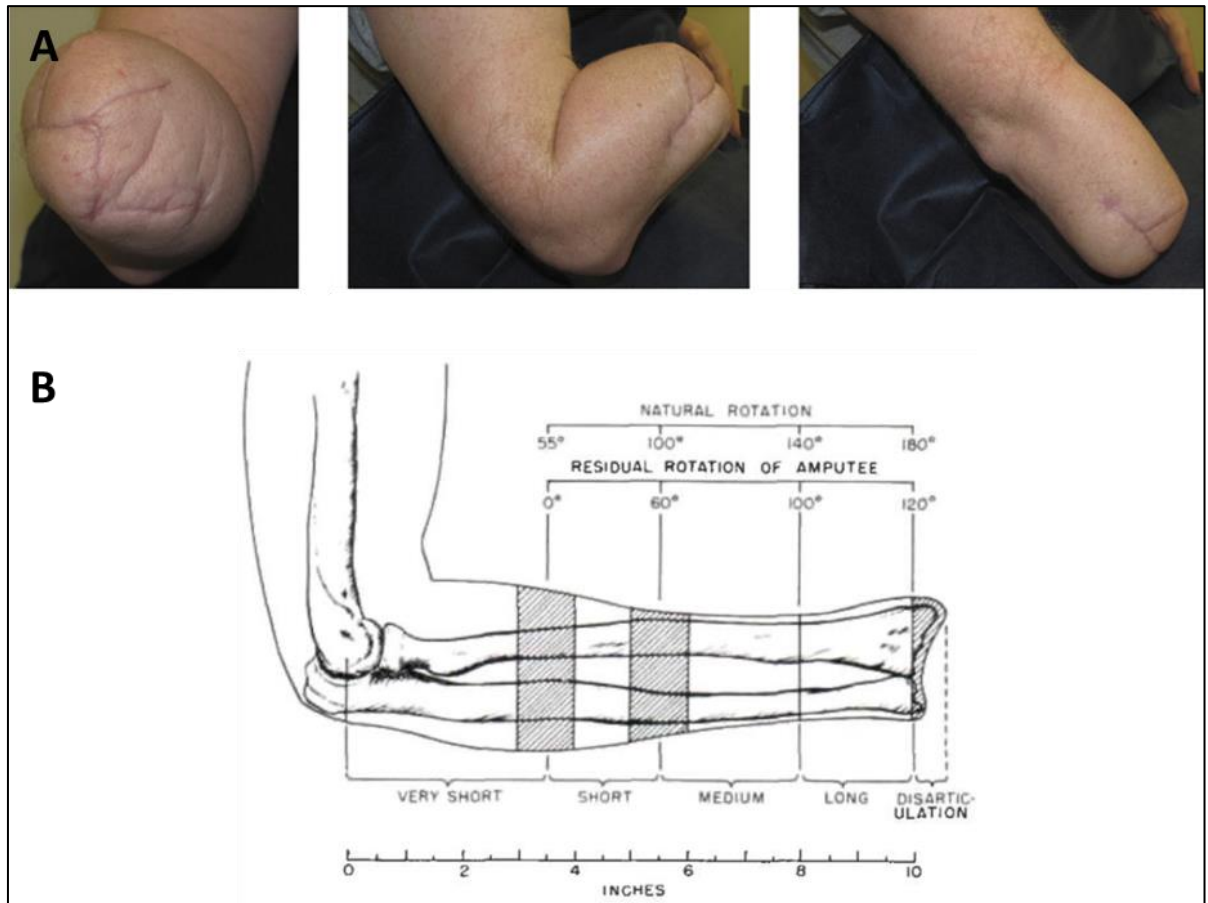 A
B
NATURAL ROTATION
55° 100° 140° 180°
RESIDUAL ROTATION OF AMPUTEE
0° 60° 100° 120°
VERY SHORT SHORT MEDIUM LONG DISARTIC-
ULATION
0 2 4 6 8 10
INCHES